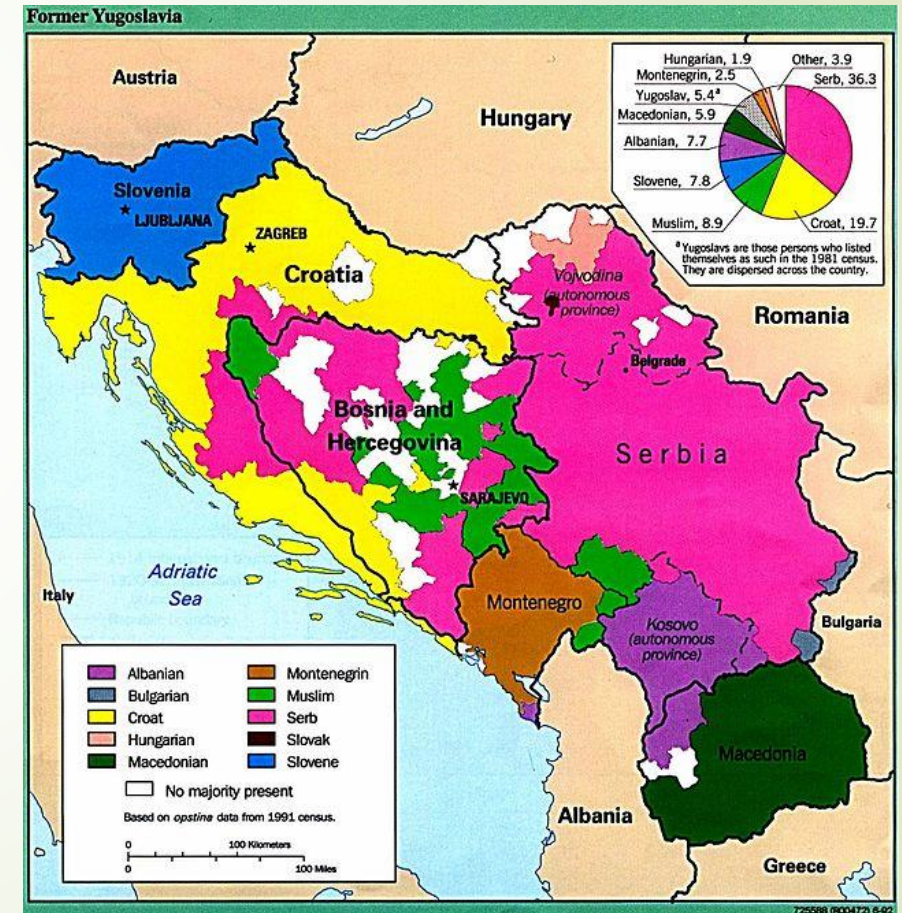 Former Yugoslavia
Austria
Hungary
Slovenia
LJUBLJANA
ZAGREB
Croatia
Hungarian, 1.9
Other, 3.9
Montenegrin, 2.5
Serb, 36.3
Yugoslav, 5.4ª
Macedonian, 5.9
Albanian, 7.7
Slovene, 7.8
Muslim, 8.9
Croat, 19.7
ª Yugoslavs are those persons who listed
themselves as such in the 1981 census.
They are dispersed across the country.
Vojvodina
(autonomous
province)
Romania
Belgrade
Bosnia and
Hercegovina
Serbia
SARAJEVO
Adriatic
Sea
Italy
Montenegro
Kosovo
(autonomous
province)
Bulgaria
Macedonia
Albania
Greece
Albanian
Bulgarian
Croat
Hungarian
Macedonian
Montenegrin
Muslim
Serb
Slovak
Slovene
No majority present
Based on opstina data from 1991 census.
0 100 Kilometers
0 100 Miles
725588 (B00472) 6-92